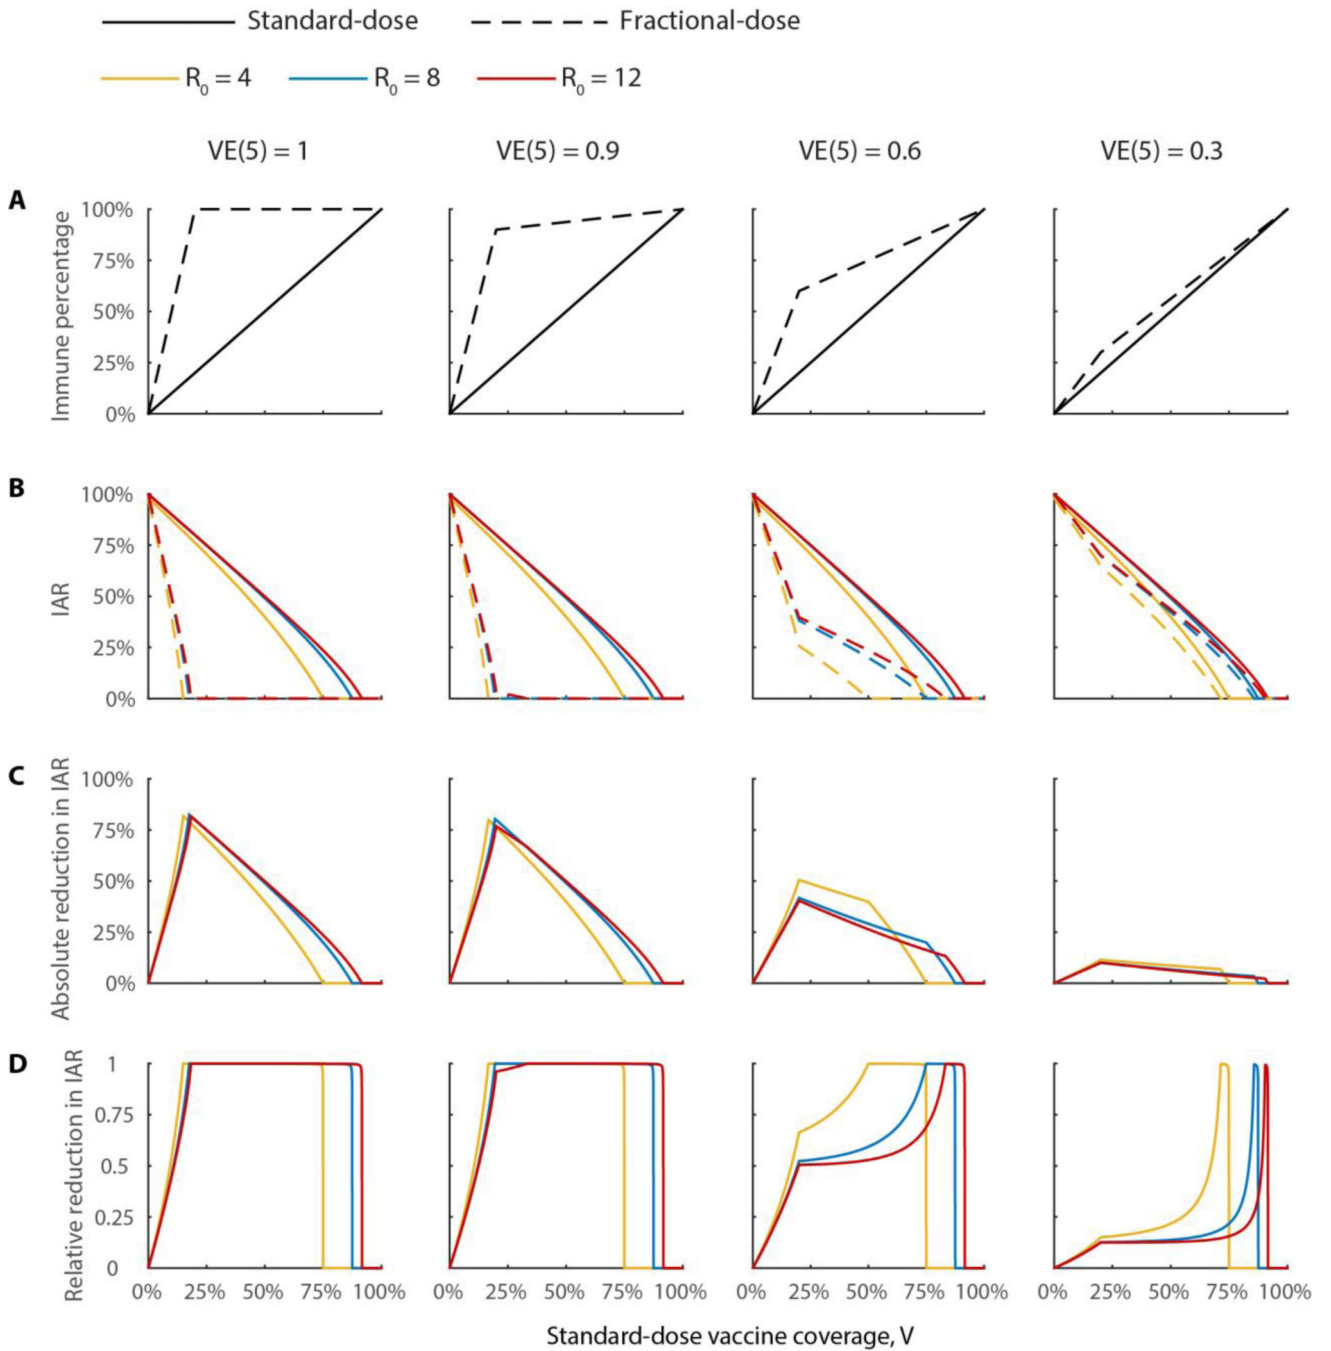 Standard-dose Fractional-dose
R0 = 4 R0 = 8 R0 = 12
VE(5) = 1 VE(5) = 0.9 VE(5) = 0.6 VE(5) = 0.3
A
Immune percentage
100%
75%
50%
25%
0%
B
IAR
100%
75%
50%
25%
0%
C
Absolute reduction in IAR
100%
75%
50%
25%
0%
D
Relative reduction in IAR
1
0.75
0.5
0.25
0
0% 25% 50% 75% 100% 0% 25% 50% 75% 100% 0% 25% 50% 75% 100% 0% 25% 50% 75% 100%
Standard-dose vaccine coverage, V